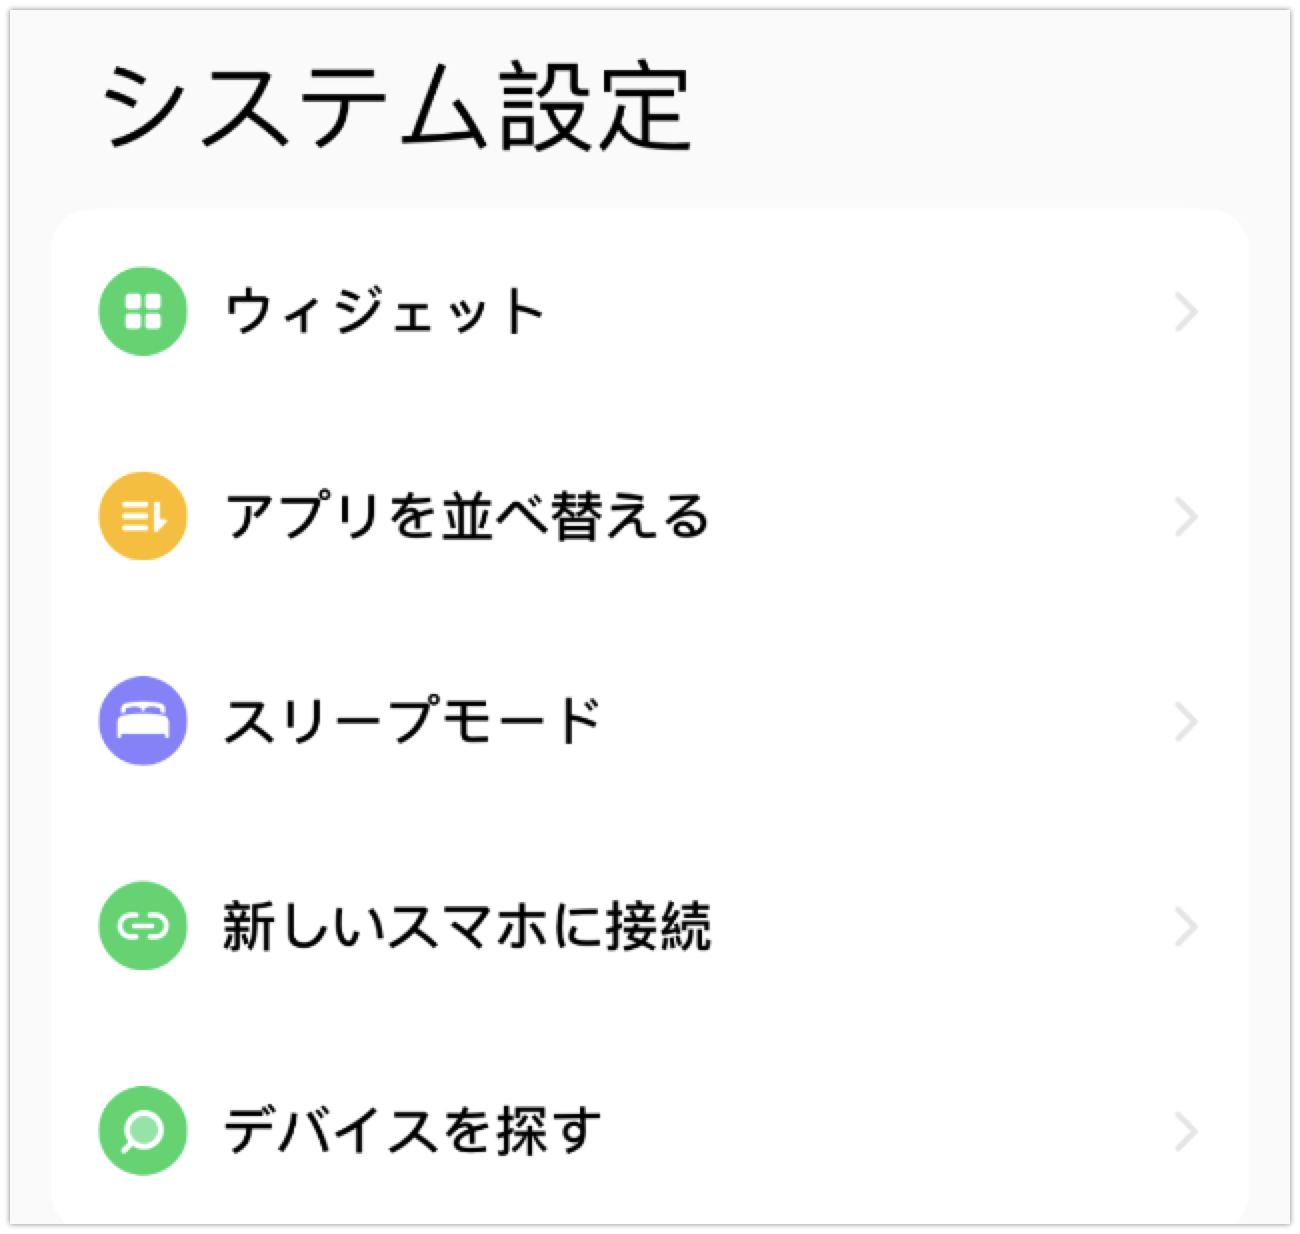 システム設定
ウィジェット
アプリを並べ替える
スリープモード
新しいスマホに接続
デバイスを探す